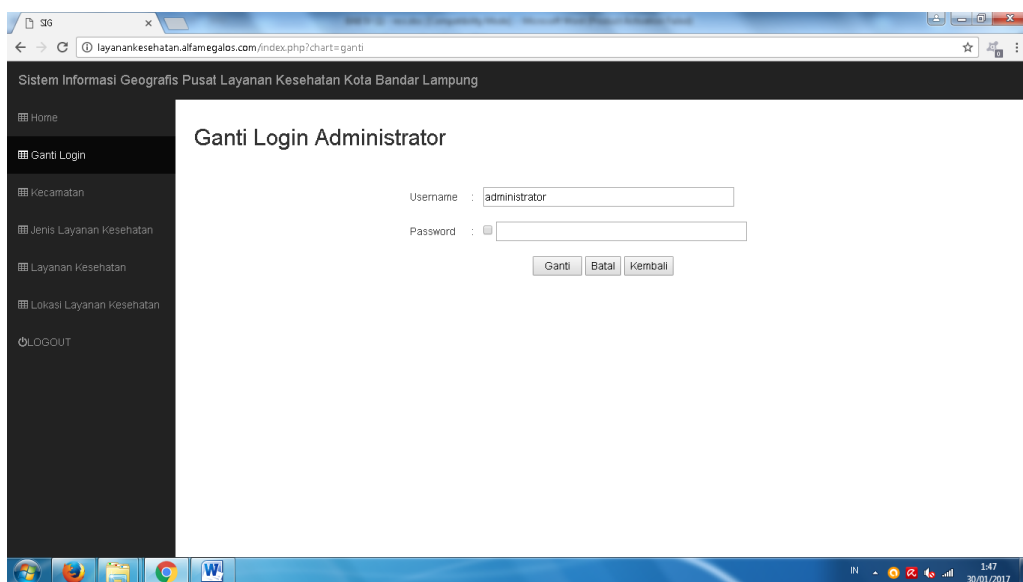 SIG
layanankesehatan.alfamegalos.com/index.php?chart=ganti
Sistem Informasi Geografis Pusat Layanan Kesehatan Kota Bandar Lampung
Home
Ganti Login
Kecamatan
Jenis Layanan Kesehatan
Layanan Kesehatan
Lokasi Layanan Kesehatan
LOGOUT
Ganti Login Administrator
Username : administrator
Password :
Ganti Batal Kembali
IN
1:47
30/01/2017